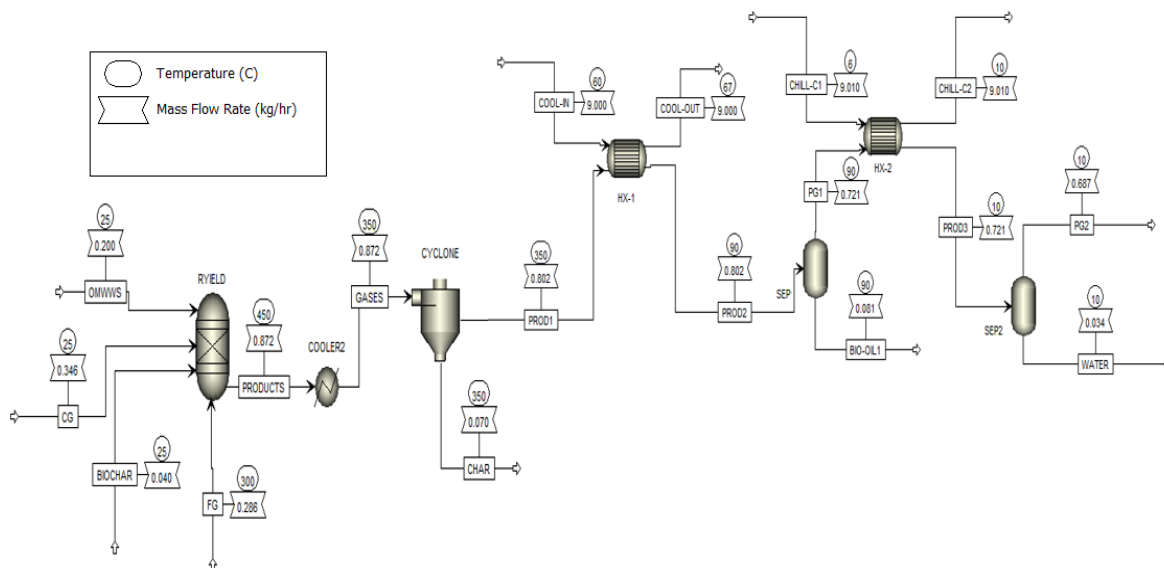 Temperature (C)
Mass Flow Rate (kg/hr)
25
0.200
OMWWS
25
0.346
CG
25
BIOCHAR
0.040
300
FG
0.286
RYIELD
450
0.872
PRODUCTS
COOLER2
350
0.872
GASES
CYCLONE
350
0.802
PROD1
350
0.070
CHAR
60
COOL-IN
9.000
67
COOL-OUT
9.000
HX-1
90
0.802
PROD2
SEP
90
PG1
0.721
90
0.081
BIO-OIL1
6
CHILL-C1
9.010
10
CHILL-C2
9.010
HX-2
10
PROD3
0.721
10
0.687
PG2
SEP2
10
0.034
WATER